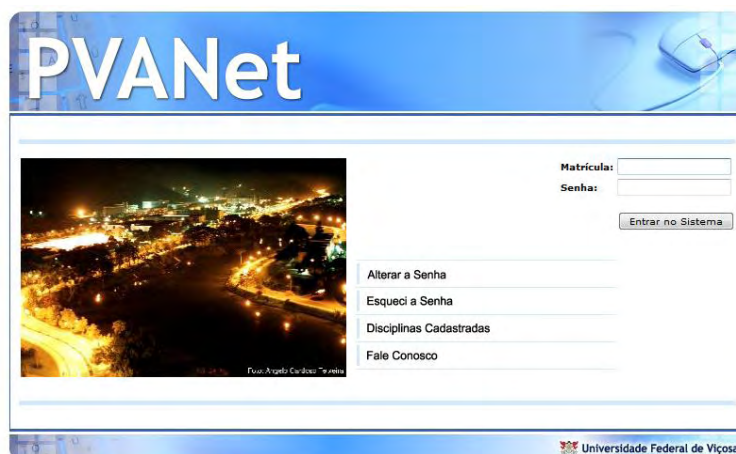 PVANet
Matrícula:
Senha:
Entrar no Sistema
Alterar a Senha
Esqueci a Senha
Disciplinas Cadastradas
Fale Conosco
Foto: Angelo Cardoso Teixeira
Universidade Federal de Viçosa